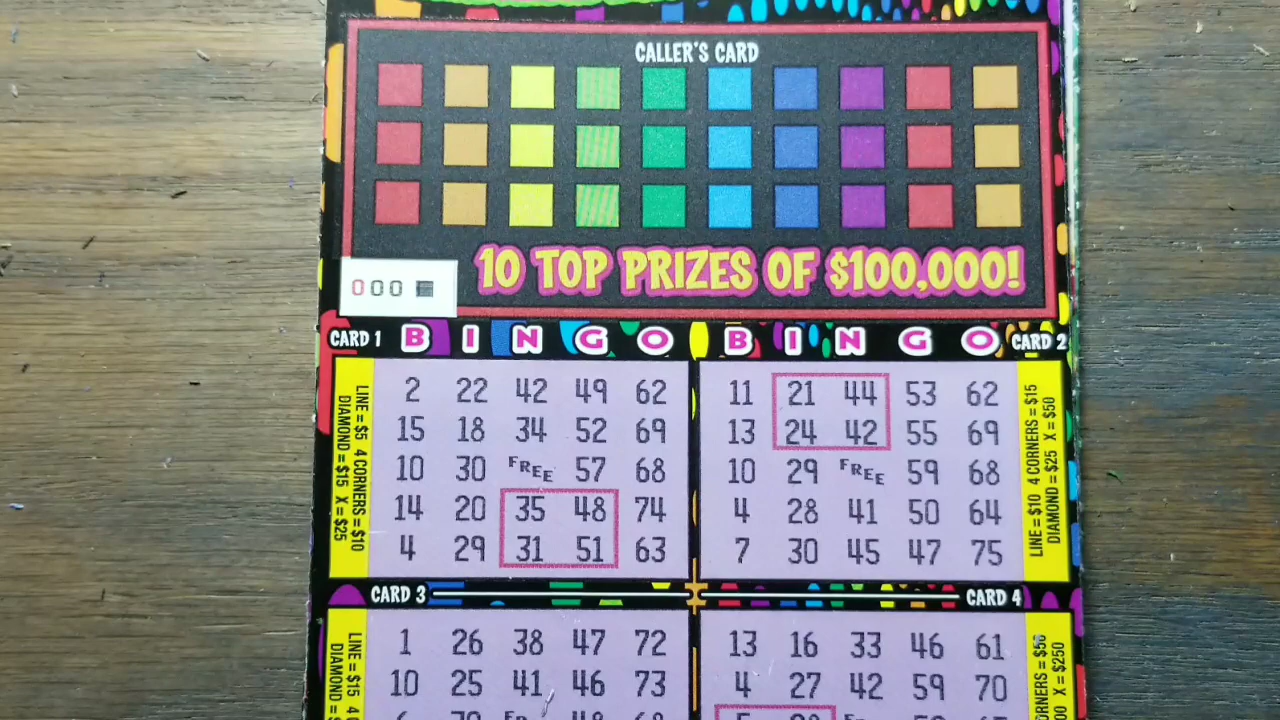 CALLER'S CARD
10 TOP PRIZES OF $100,000!
000
CARD 1 B I N G O
LINE = $5 4 CORNERS = $10
DIAMOND = $15 X = $25
2 22 42 49 62
15 18 34 52 69
10 30 FREE 57 68
14 20 35 48 74
4 29 31 51 63
B I N G O CARD 2
11 21 44 53 62
13 24 42 55 69
10 29 FREE 59 68
4 28 41 50 64
7 30 45 47 75
LINE = $10 4 CORNERS = $15
DIAMOND = $25 X = $50
CARD 3
LINE = $15 4
DIAMOND =
1 26 38 47 72
10 25 41 46 73
CARD 4
13 16 33 46 61
4 27 42 59 70
X = $250